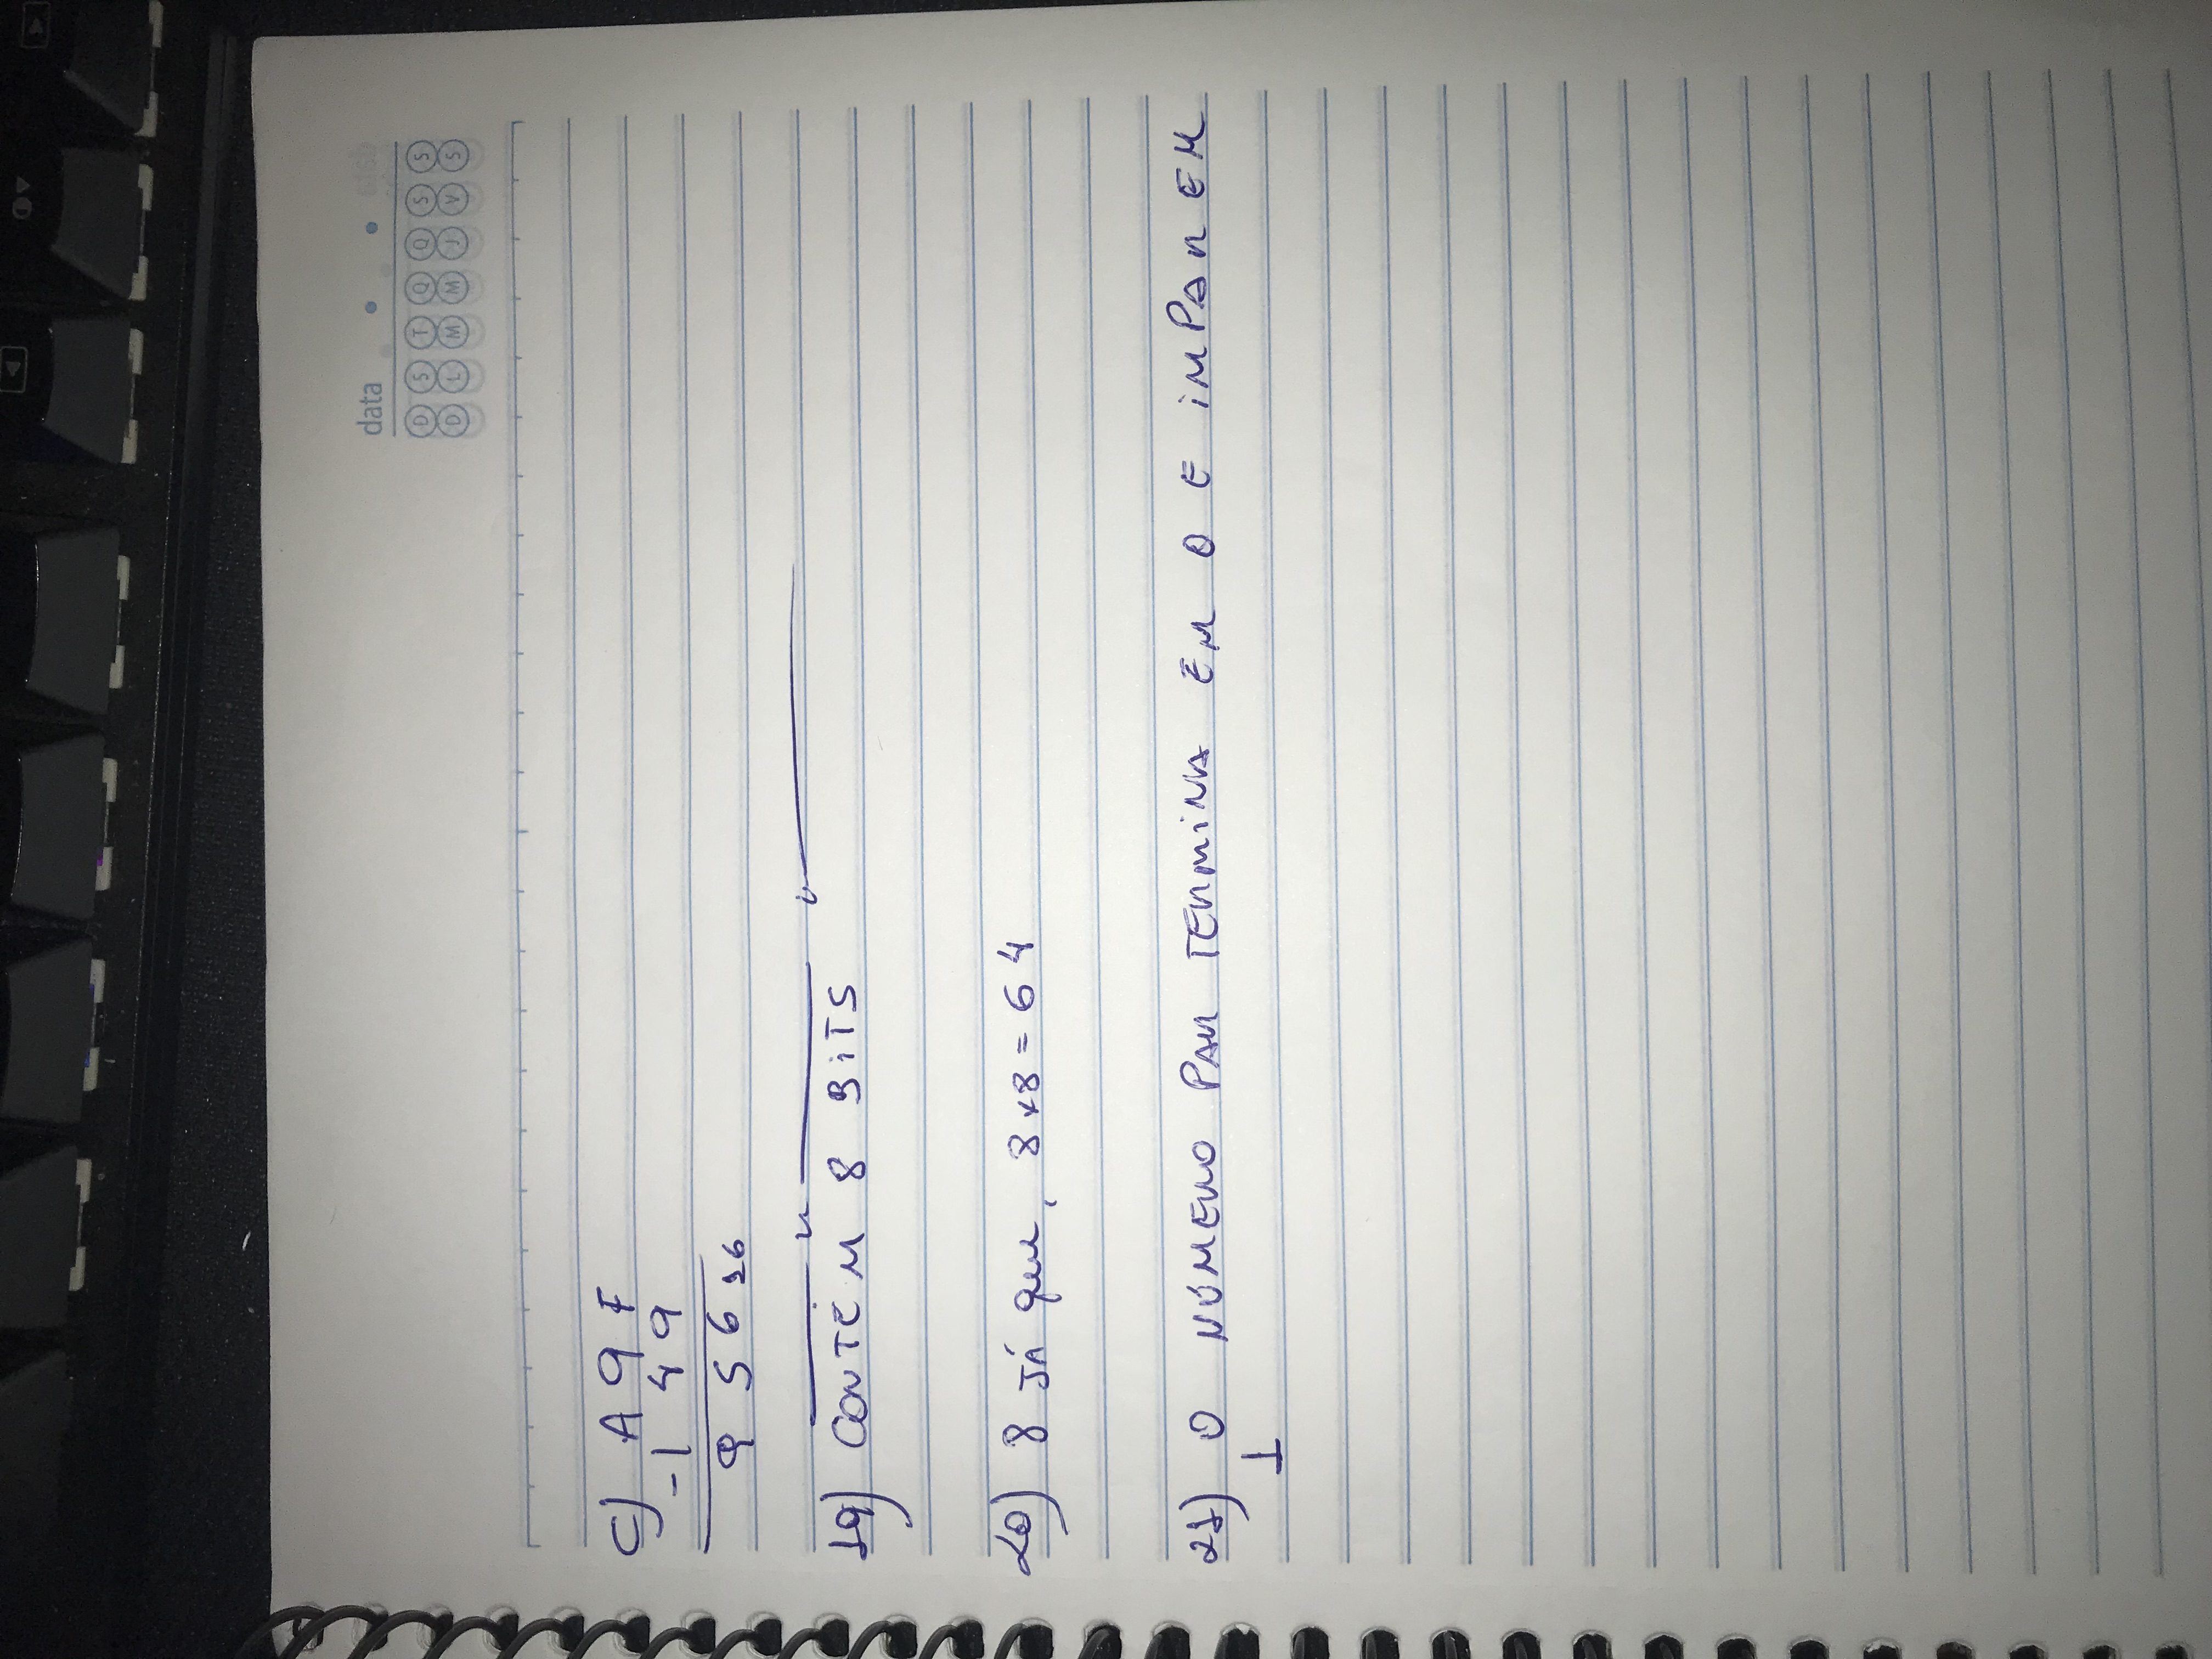 data
D S T Q Q S S
D L M M J V S
C) A 9 F
-1 4 9
9 5 6 16
19) CONTÉM 8 BiTS
20) 8 JÁ que, 8x8=64
21) O NÚMERO PAR TERMiNA EM 0 E iMPAR EM
1